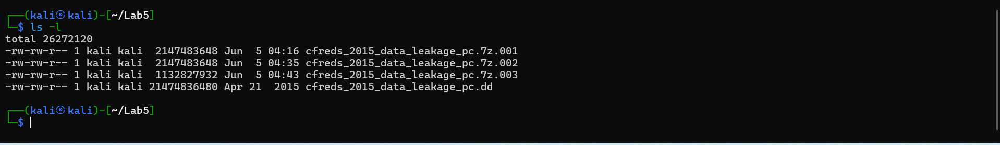 ┌──(kali㉿kali)-[~/Lab5]
└─$ ls -l
total 26272120
-rw-rw-r-- 1 kali kali  2147483648 Jun  5 04:16 cfreds_2015_data_leakage_pc.7z.001
-rw-rw-r-- 1 kali kali  2147483648 Jun  5 04:35 cfreds_2015_data_leakage_pc.7z.002
-rw-rw-r-- 1 kali kali  1132827932 Jun  5 04:43 cfreds_2015_data_leakage_pc.7z.003
-rw-rw-r-- 1 kali kali 21474836480 Apr 21  2015 cfreds_2015_data_leakage_pc.dd
┌──(kali㉿kali)-[~/Lab5]
└─$